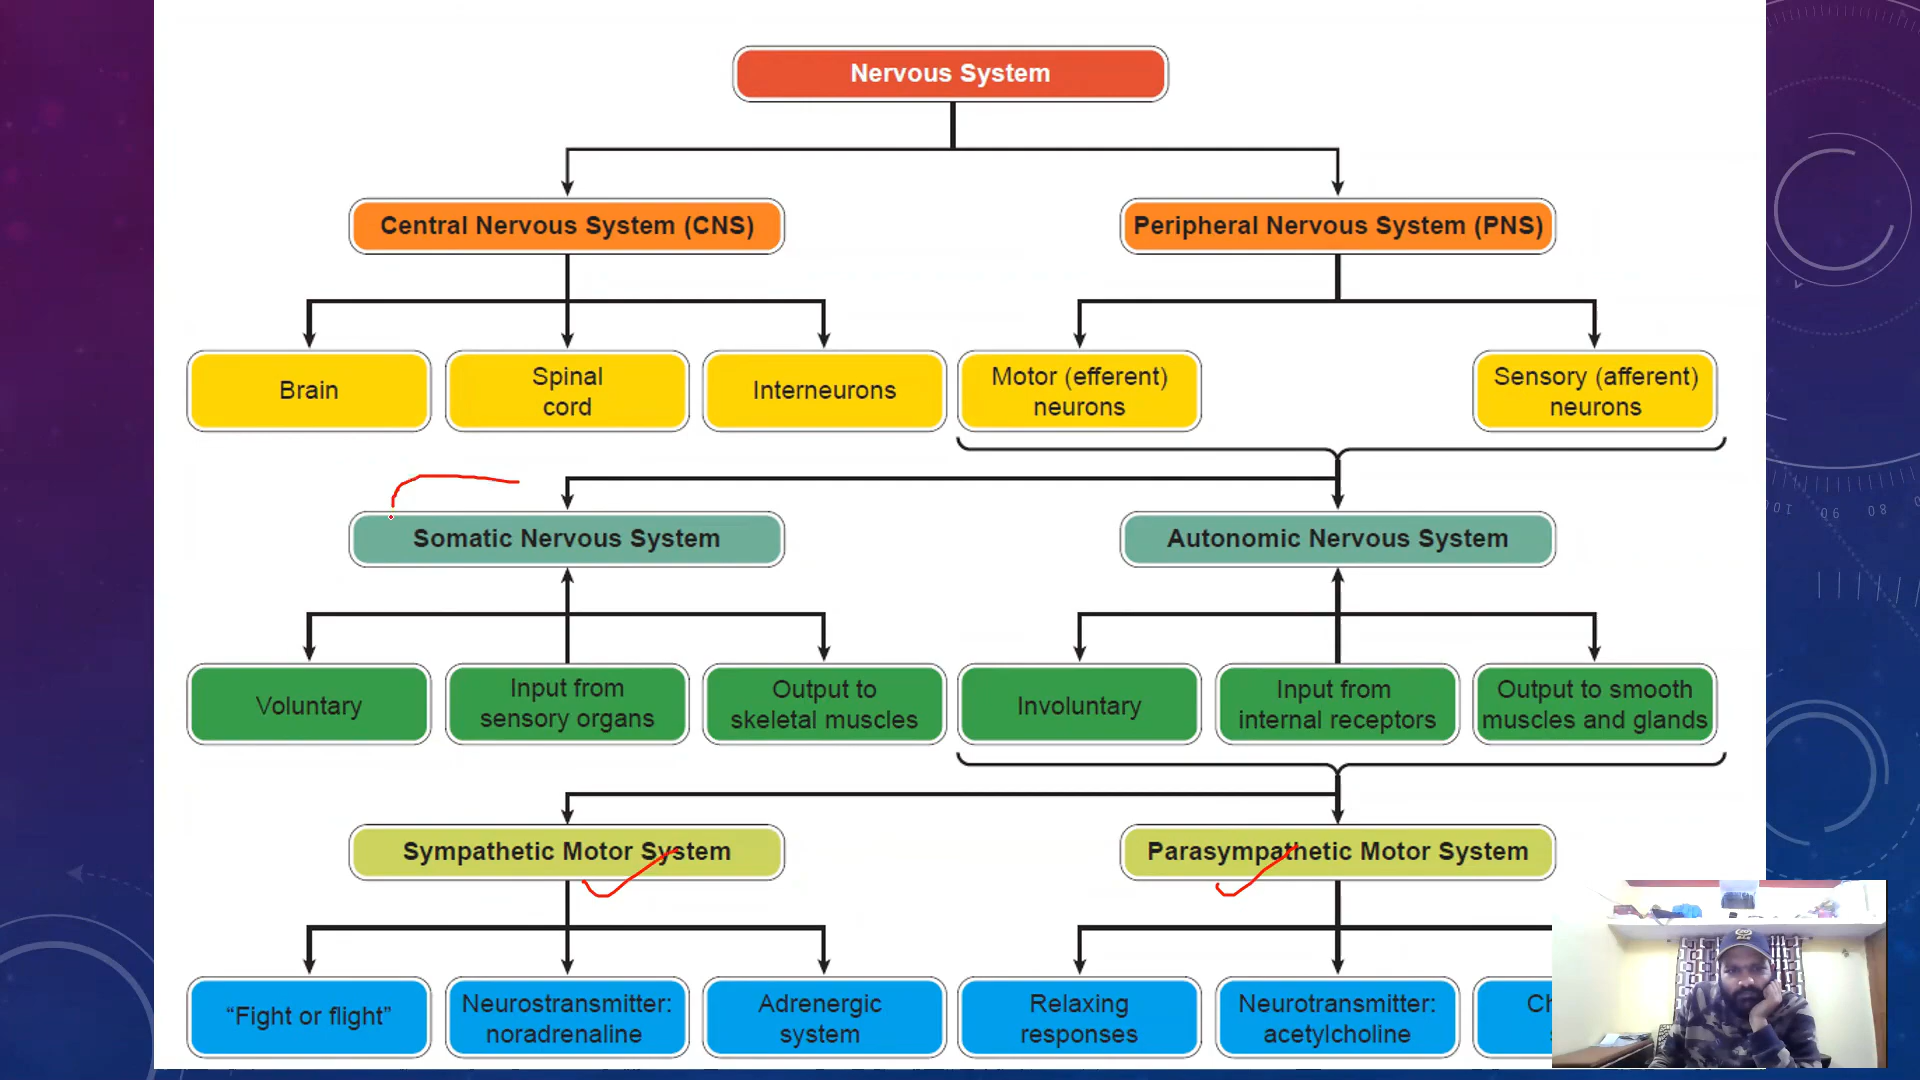 Nervous System
Central Nervous System (CNS)
Peripheral Nervous System (PNS)
Brain
Spinal
cord
Interneurons
Motor (efferent)
neurons
Sensory (afferent)
neurons
Somatic Nervous System
Autonomic Nervous System
Voluntary
Input from
sensory organs
Output to
skeletal muscles
Involuntary
Input from
internal receptors
Output to smooth
muscles and glands
Sympathetic Motor System
Parasympathetic Motor System
“Fight or flight”
Neurostransmitter:
noradrenaline
Adrenergic
system
Relaxing
responses
Neurotransmitter:
acetylcholine